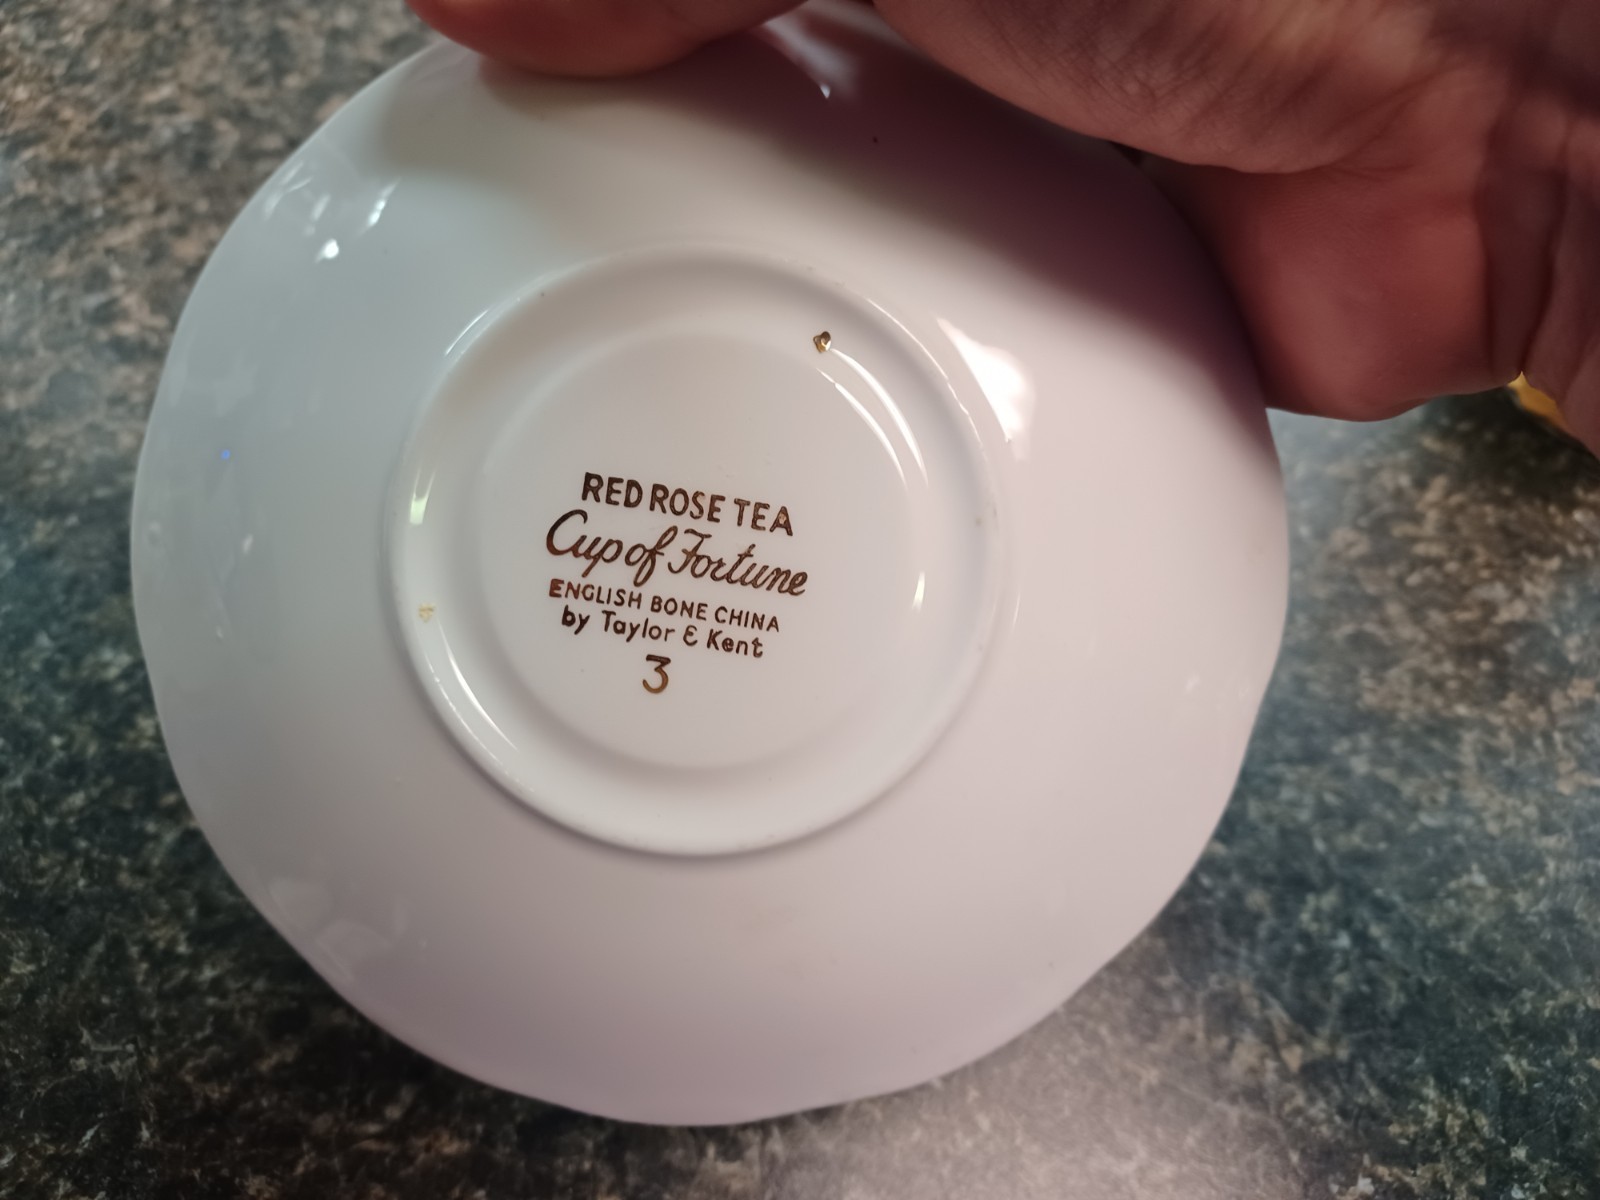 RED ROSE TEA
Cup of Fortune
ENGLISH BONE CHINA
by Taylor & Kent
3